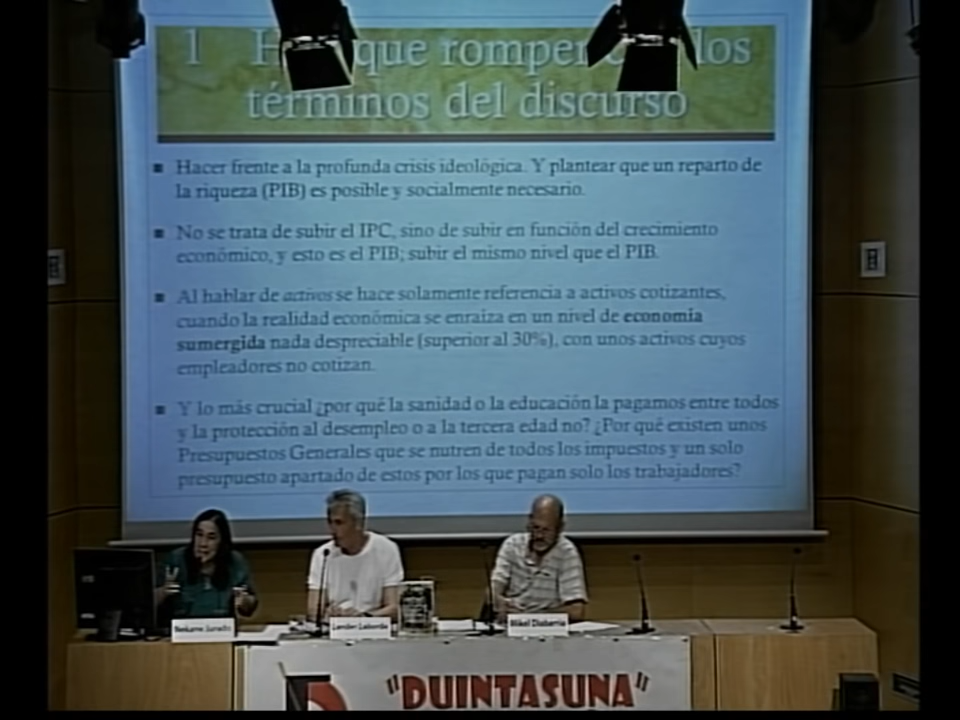 1 que romper los
términos del discurso
Hacer frente a la profunda crisis ideológica. Y plantear que un reparto de
la riqueza (PIB) es posible y socialmente necesario.
No se trata de subir el IPC, sino de subir en función del crecimiento
económico, y esto es el PIB; subir el mismo nivel que el PIB.
Al hablar de activos se hace solamente referencia a activos cotizantes,
cuando la realidad económica se enraíza en un nivel de economía
sumergida nada despreciable (superior al 30%), con unos activos cuyos
empleadores no cotizan.
Y lo más crucial ¿por qué la sanidad o la educación la pagamos entre todos
y la protección al desempleo o a la tercera edad no? ¿Por qué existen unos
Presupuestos Generales que se nutren de todos los impuestos y un solo
presupuesto apartado de estos por los que pagan solo los trabajadores?
"DUINTASUNA"